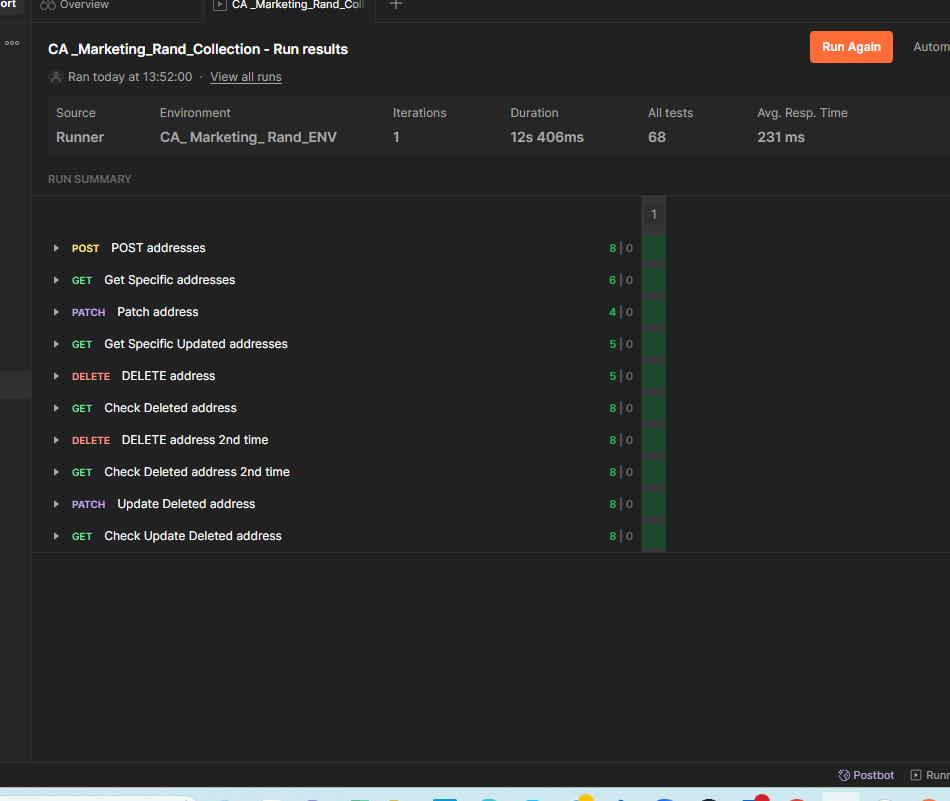 ort
Overview
CA _Marketing_Rand_Coll
CA _Marketing_Rand_Collection - Run results
Run Again
Autom
Ran today at 13:52:00 · View all runs
Source Environment Iterations Duration All tests Avg. Resp. Time
Runner CA_ Marketing_ Rand_ENV 1 12s 406ms 68 231 ms
RUN SUMMARY
1
POST POST addresses 8 | 0
GET Get Specific addresses 6 | 0
PATCH Patch address 4 | 0
GET Get Specific Updated addresses 5 | 0
DELETE DELETE address 5 | 0
GET Check Deleted address 8 | 0
DELETE DELETE address 2nd time 8 | 0
GET Check Deleted address 2nd time 8 | 0
PATCH Update Deleted address 8 | 0
GET Check Update Deleted address 8 | 0
Postbot Runn